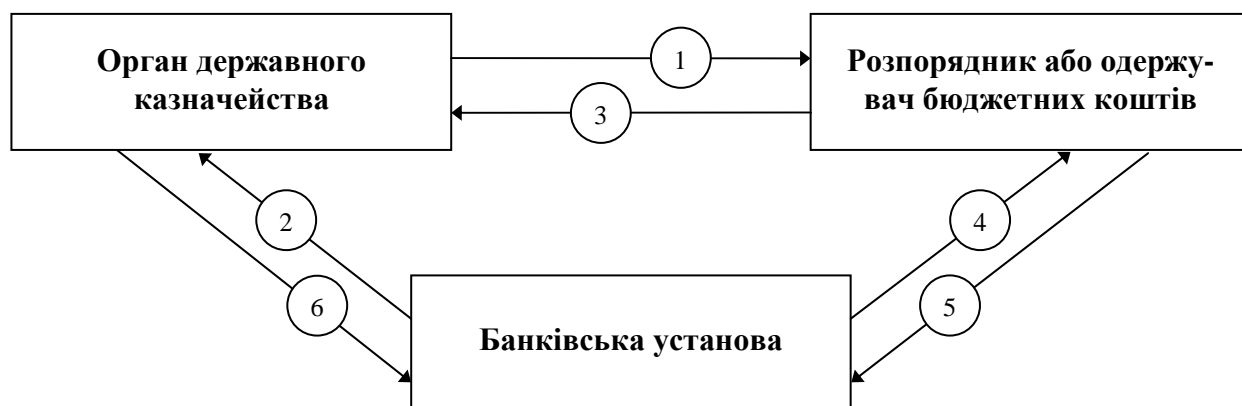 Орган державного
казначейства
1
3
Розпорядник або одержу-
вач бюджетних коштів
2
6
4
5
Банківська установа